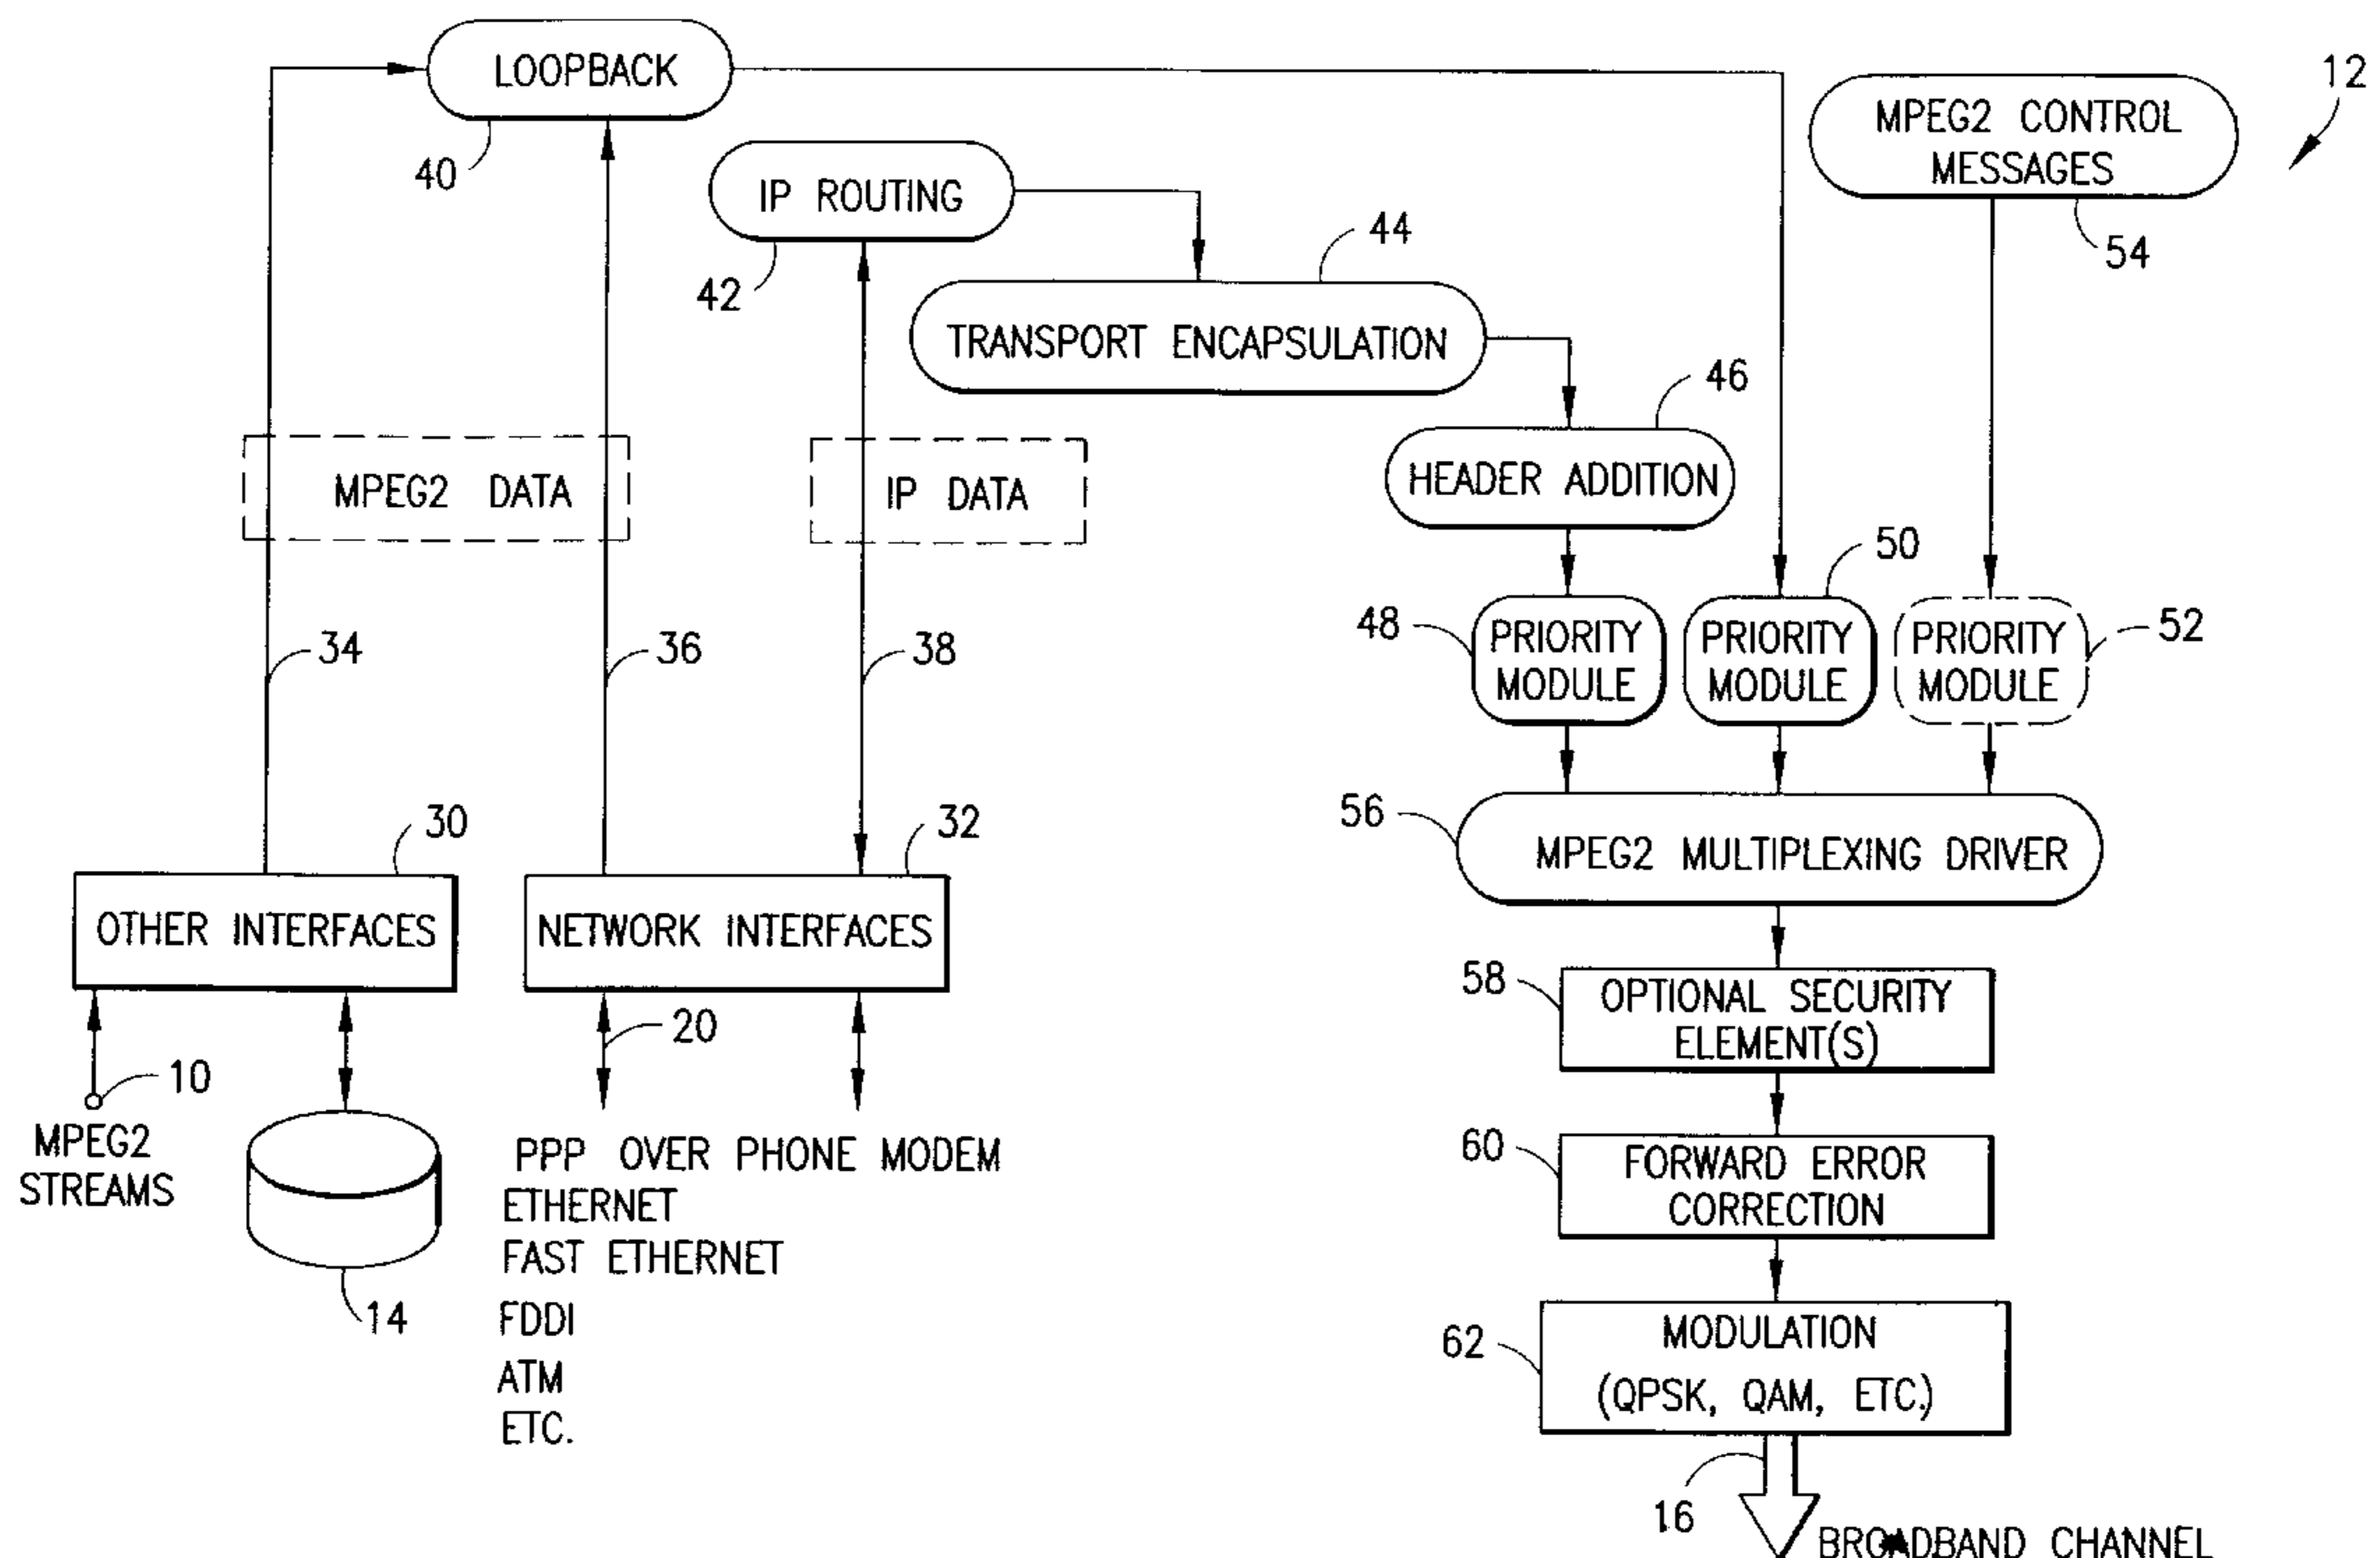 LOOPBACK
40
12
MPEG2 CONTROL
MESSAGES
54
IP ROUTING
42
44
TRANSPORT ENCAPSULATION
46
HEADER ADDITION
MPEG2 DATA
IP DATA
50
48
PRIORITY
MODULE
PRIORITY
MODULE
PRIORITY
MODULE
52
34
36
38
56
MPEG2 MULTIPLEXING DRIVER
30
32
OTHER INTERFACES
NETWORK INTERFACES
58
OPTIONAL SECURITY
ELEMENT(S)
20
10
MPEG2
STREAMS
14
PPP OVER PHONE MODEM
ETHERNET
FAST ETHERNET
FDDI
ATM
ETC.
60
FORWARD ERROR
CORRECTION
62
MODULATION
(QPSK, QAM, ETC.)
16
BROADBAND CHANNEL